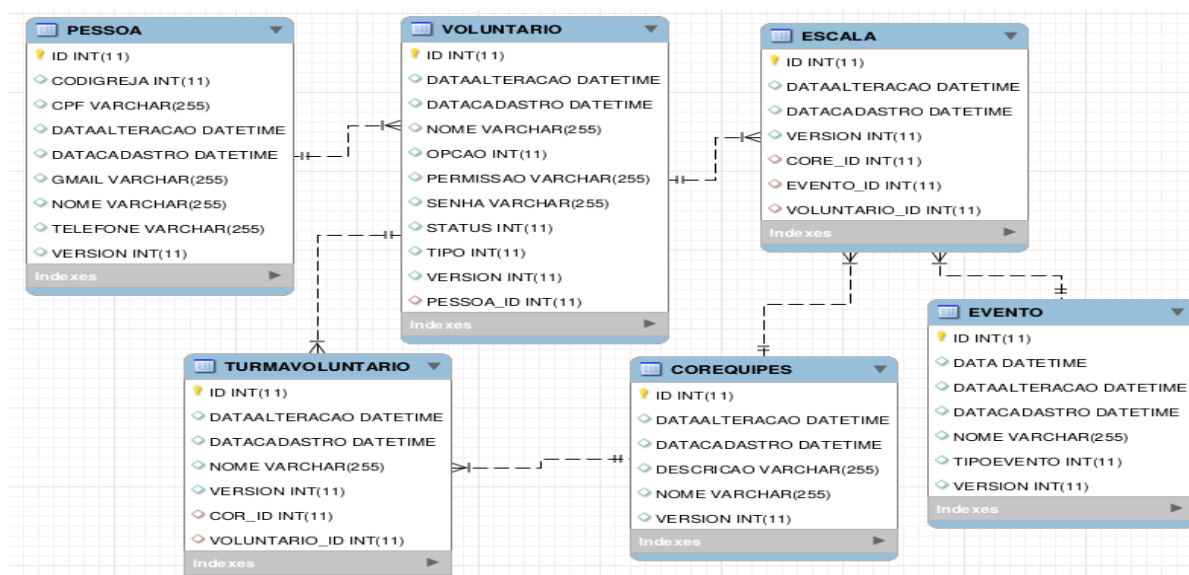 PESSOA
ID INT(11)
CODIGREJA INT(11)
CPF VARCHAR(255)
DATAALTERACAO DATETIME
DATACADASTRO DATETIME
GMAIL VARCHAR(255)
NOME VARCHAR(255)
TELEFONE VARCHAR(255)
VERSION INT(11)
Indexes
VOLUNTARIO
ID INT(11)
DATAALTERACAO DATETIME
DATACADASTRO DATETIME
NOME VARCHAR(255)
OPCAO INT(11)
PERMISSAO VARCHAR(255)
SENHA VARCHAR(255)
STATUS INT(11)
TIPO INT(11)
VERSION INT(11)
PESSOA_ID INT(11)
Indexes
ESCALA
ID INT(11)
DATAALTERACAO DATETIME
DATACADASTRO DATETIME
VERSION INT(11)
CORE_ID INT(11)
EVENTO_ID INT(11)
VOLUNTARIO_ID INT(11)
Indexes
TURMAVOLUNTARIO
ID INT(11)
DATAALTERACAO DATETIME
DATACADASTRO DATETIME
NOME VARCHAR(255)
VERSION INT(11)
COR_ID INT(11)
VOLUNTARIO_ID INT(11)
Indexes
COREQUIPES
ID INT(11)
DATAALTERACAO DATETIME
DATACADASTRO DATETIME
DESCRICAO VARCHAR(255)
NOME VARCHAR(255)
VERSION INT(11)
Indexes
EVENTO
ID INT(11)
DATA DATETIME
DATAALTERACAO DATETIME
DATACADASTRO DATETIME
NOME VARCHAR(255)
TIPOEVENTO INT(11)
VERSION INT(11)
Indexes